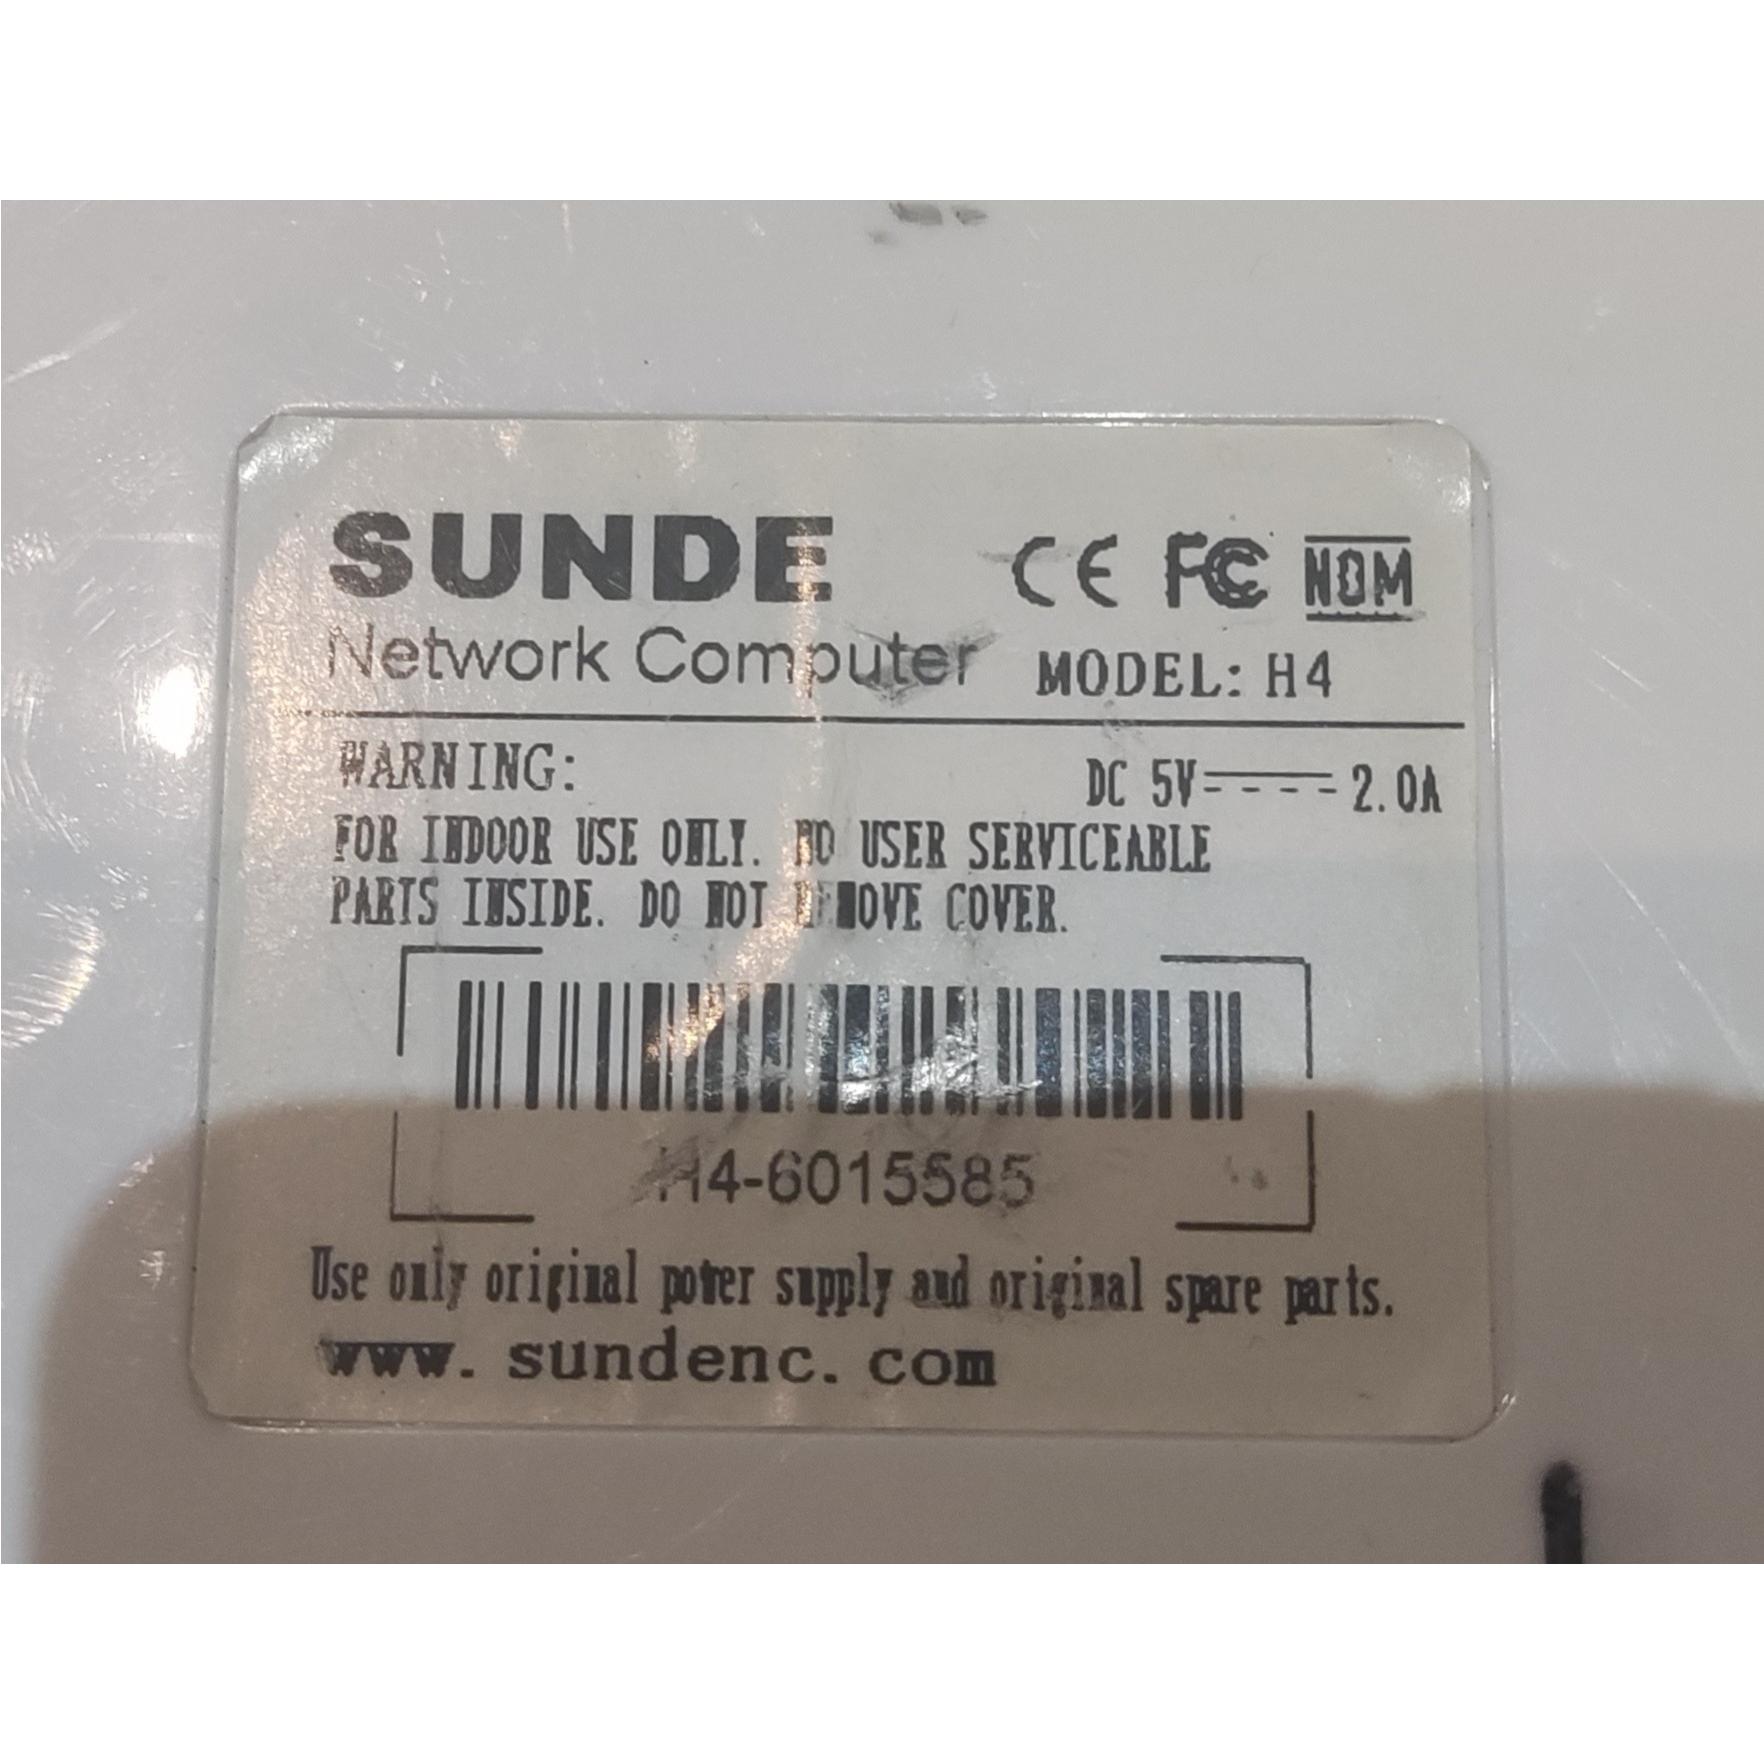 SUNDE
CE FC NOM
Network Computer MODEL: H4
WARNING: DC 5V 2.0A
FOR INDOOR USE ONLY. NO USER SERVICEABLE
PARTS INSIDE. DO NOT REMOVE COVER.
H4-6015585
Use only original power supply and original spare parts.
www.sundenc.com